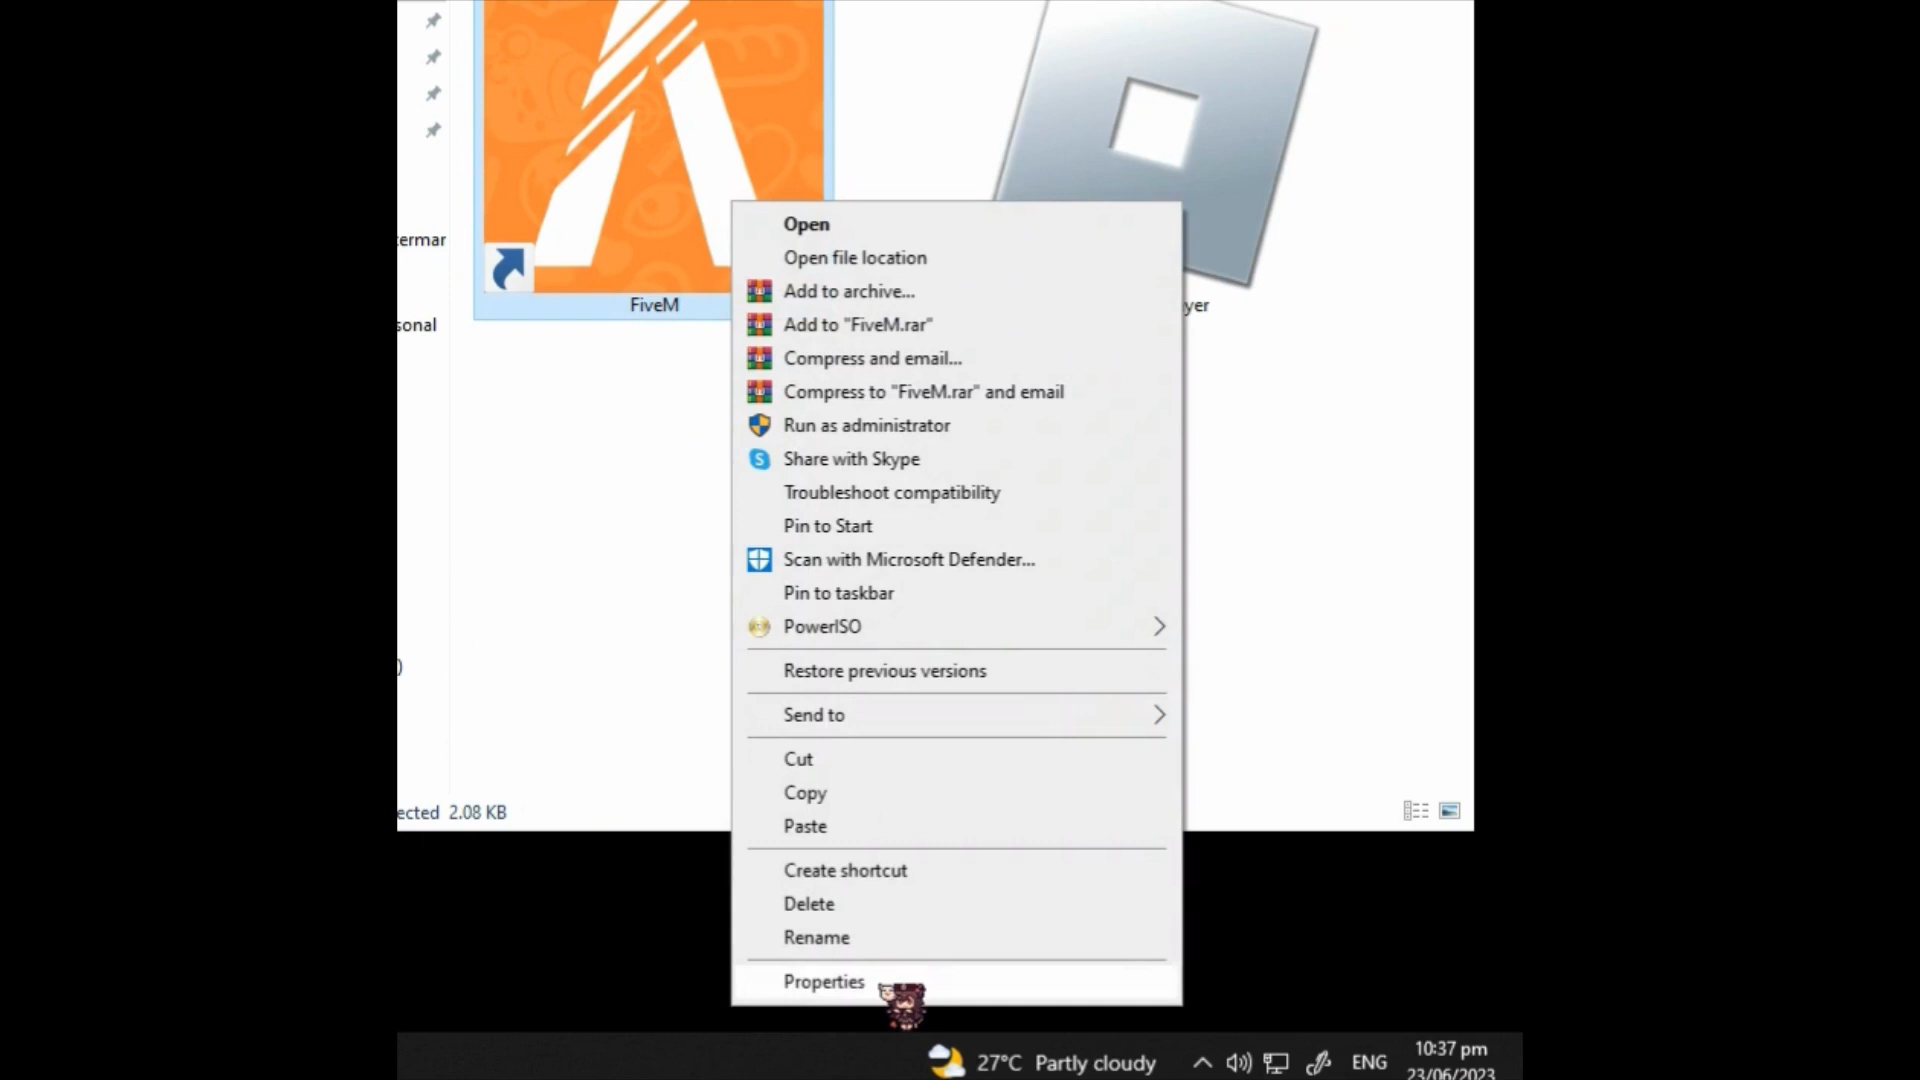 termar
sonal
)
FiveM
yer
Open
Open file location
Add to archive...
Add to "FiveM.rar"
Compress and email...
Compress to "FiveM.rar" and email
Run as administrator
Share with Skype
Troubleshoot compatibility
Pin to Start
Scan with Microsoft Defender...
Pin to taskbar
PowerISO
Restore previous versions
Send to
Cut
Copy
Paste
Create shortcut
Delete
Rename
Properties
ected 2.08 KB
27°C Partly cloudy
ENG
10:37 pm
23/06/2023